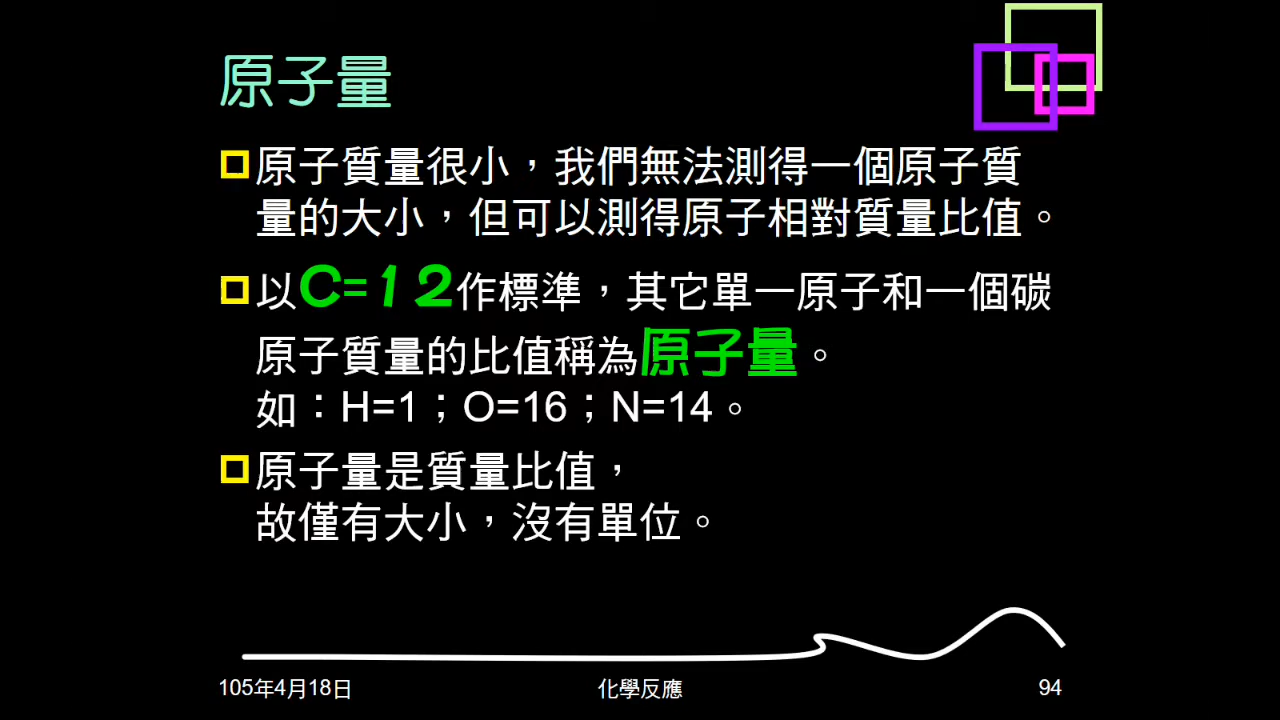 原子量
原子質量很小，我們無法測得一個原子質
量的大小，但可以測得原子相對質量比值。
以C=12作標準，其它單一原子和一個碳
原子質量的比值稱為原子量。
如：H=1；O=16；N=14。
原子量是質量比值，
故僅有大小，沒有單位。
105年4月18日
化學反應
94